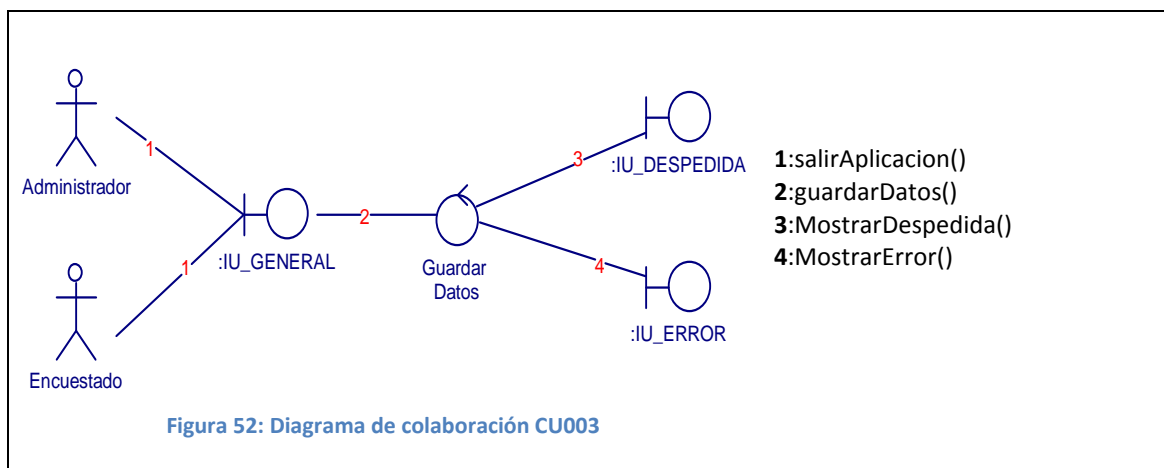 Administrador
1
Encuestado
1
:IU_GENERAL
2
Guardar
Datos
3
:IU_DESPEDIDA
4
:IU_ERROR
1:salirAplicacion()
2:guardarDatos()
3:MostrarDespedida()
4:MostrarError()
Figura 52: Diagrama de colaboración CU003